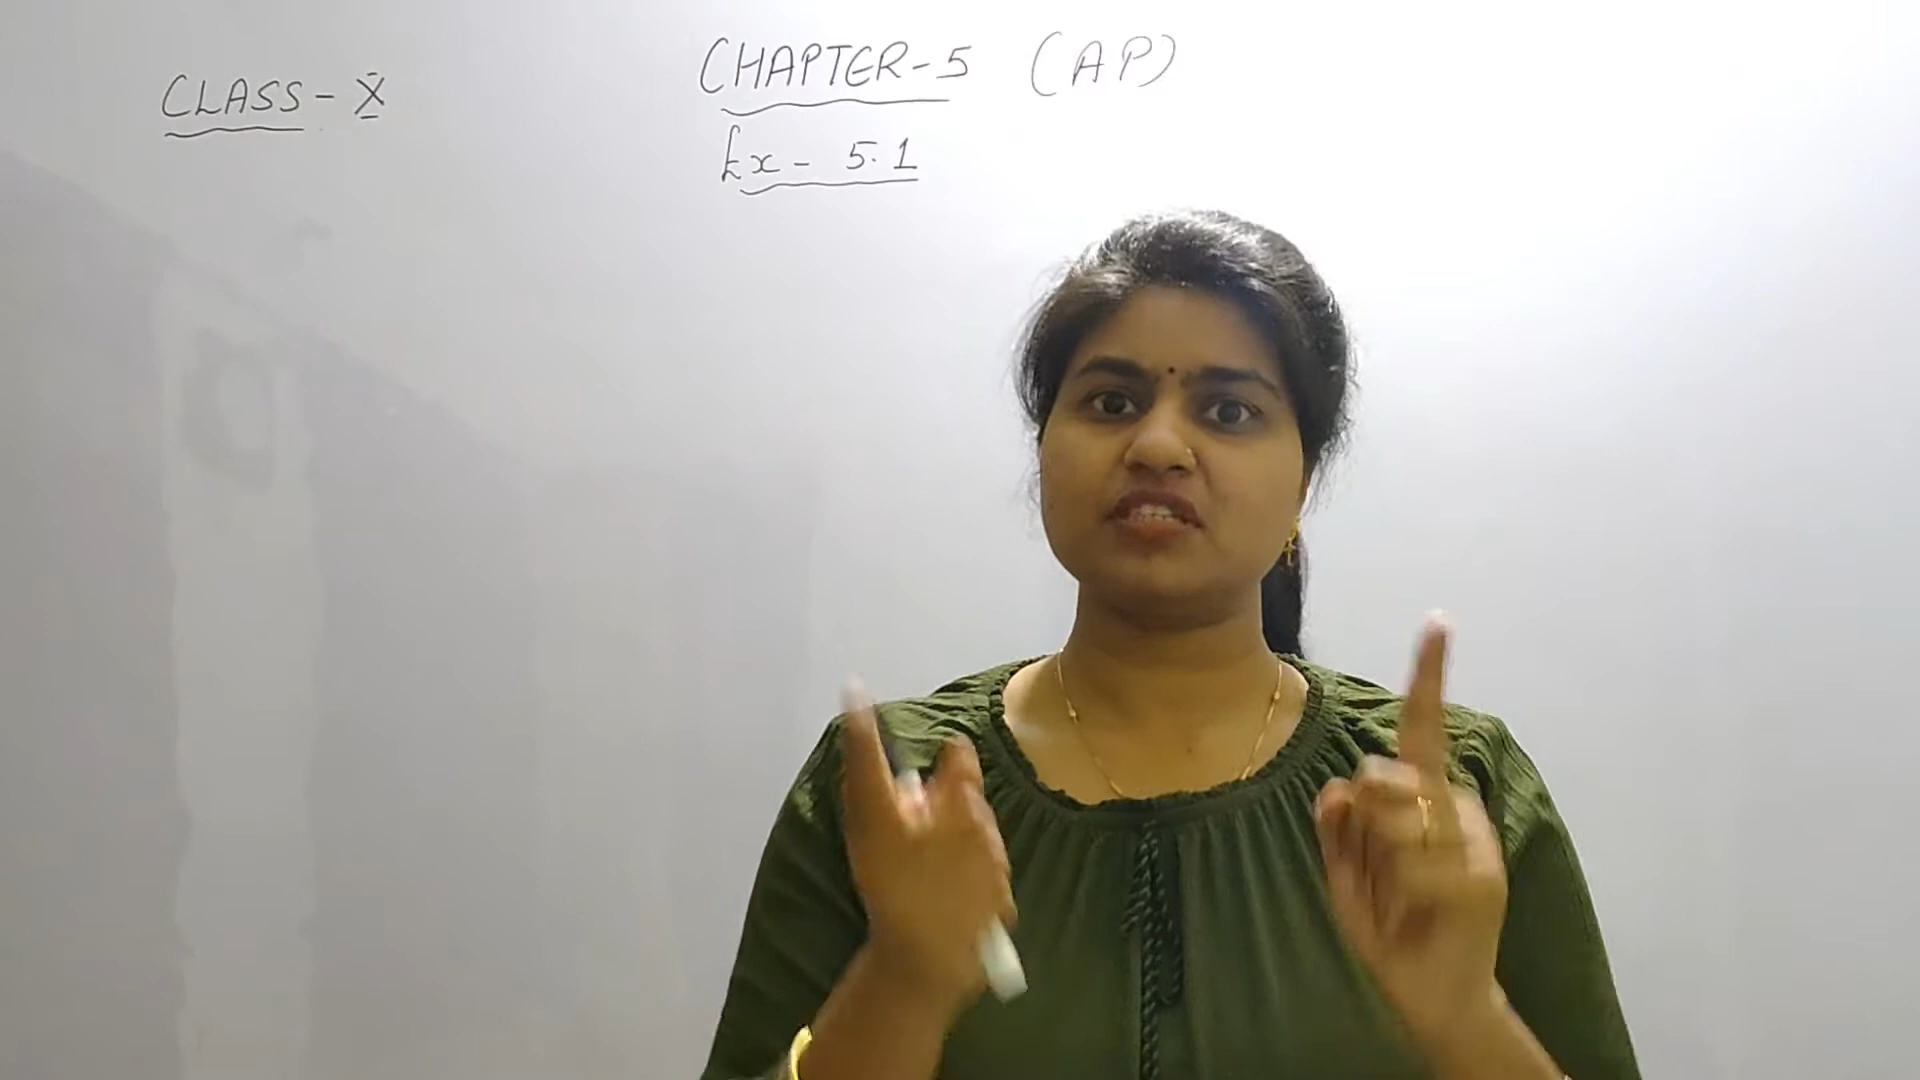 CLASS - X
CHAPTER-5 (AP)
Ex - 5.1